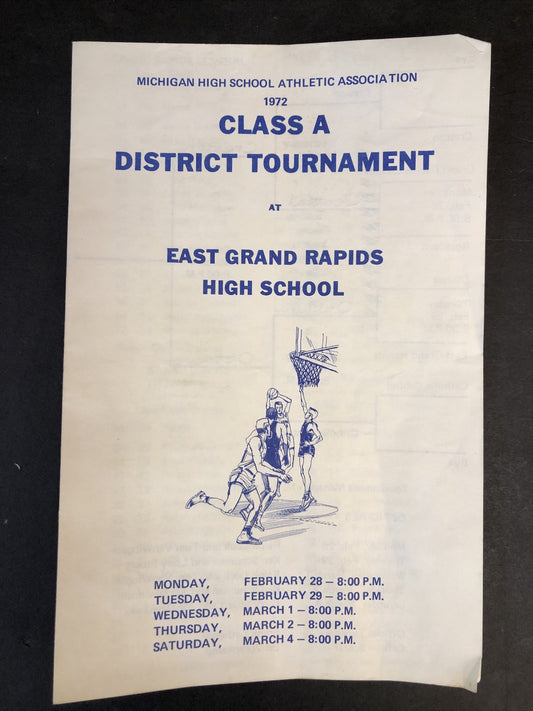 MICHIGAN HIGH SCHOOL ATHLETIC ASSOCIATION
1972
CLASS A
DISTRICT TOURNAMENT
AT
EAST GRAND RAPIDS
HIGH SCHOOL
MONDAY, FEBRUARY 28 – 8:00 P.M.
TUESDAY, FEBRUARY 29 – 8:00 P.M.
WEDNESDAY, MARCH 1 – 8:00 P.M.
THURSDAY, MARCH 2 – 8:00 P.M.
SATURDAY, MARCH 4 – 8:00 P.M.